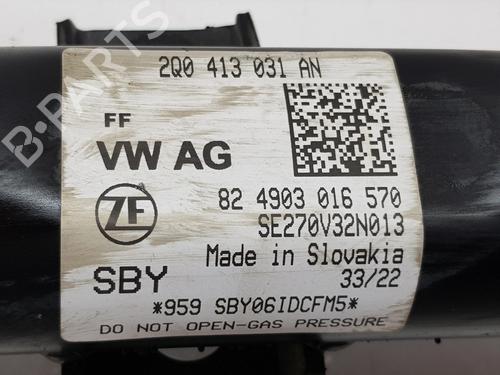 2Q0 413 031 AN
FF
VW AG
ZF
82 4903 016 570
SE270V32N013
Made in Slovakia
SBY
33/22
*959 SBY06IDCFM5*
DO NOT OPEN-GAS PRESSURE
B-PARTS